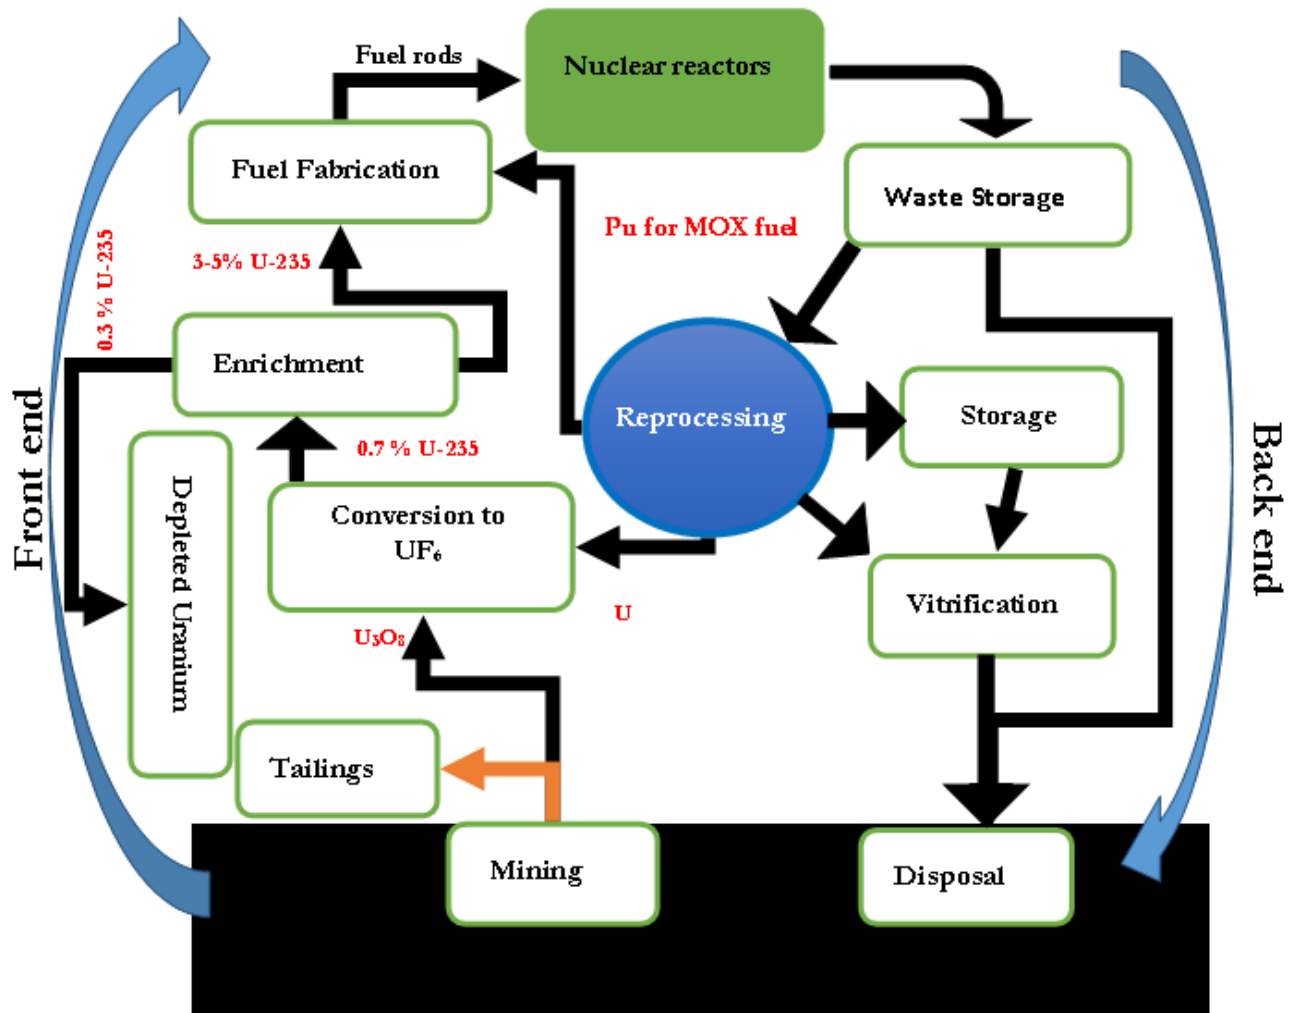 Fuel rods
Nuclear reactors
Fuel Fabrication
Waste Storage
Pu for MOX fuel
3-5% U-235
0.3 % U-235
Enrichment
Reprocessing
Storage
0.7 % U-235
Front end
Back end
Depleted Uranium
Conversion to
UF₆
Vitrification
U
U₃O₈
Tailings
Mining
Disposal